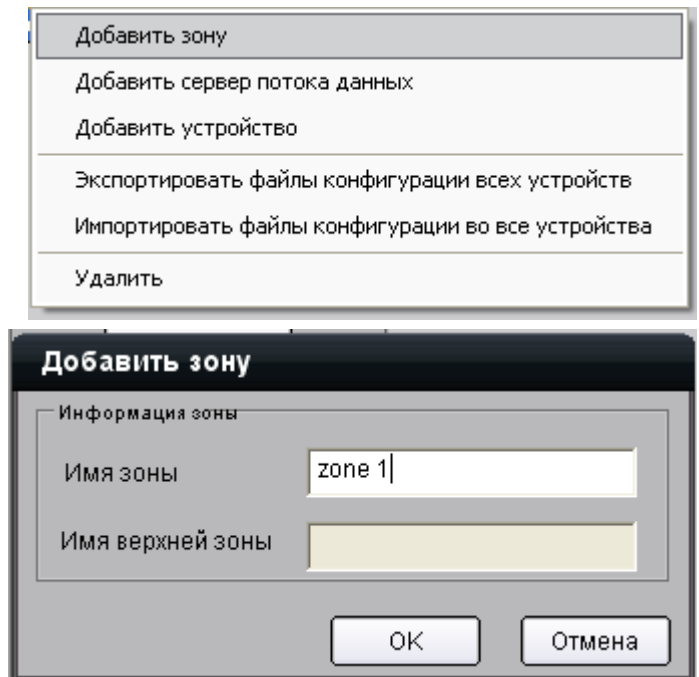 Добавить зону
Добавить сервер потока данных
Добавить устройство
Экспортировать файлы конфигурации всех устройств
Импортировать файлы конфигурации во все устройства
Удалить
Добавить зону
Информация зоны
Имя зоны zone 1
Имя верхней зоны
OK Отмена